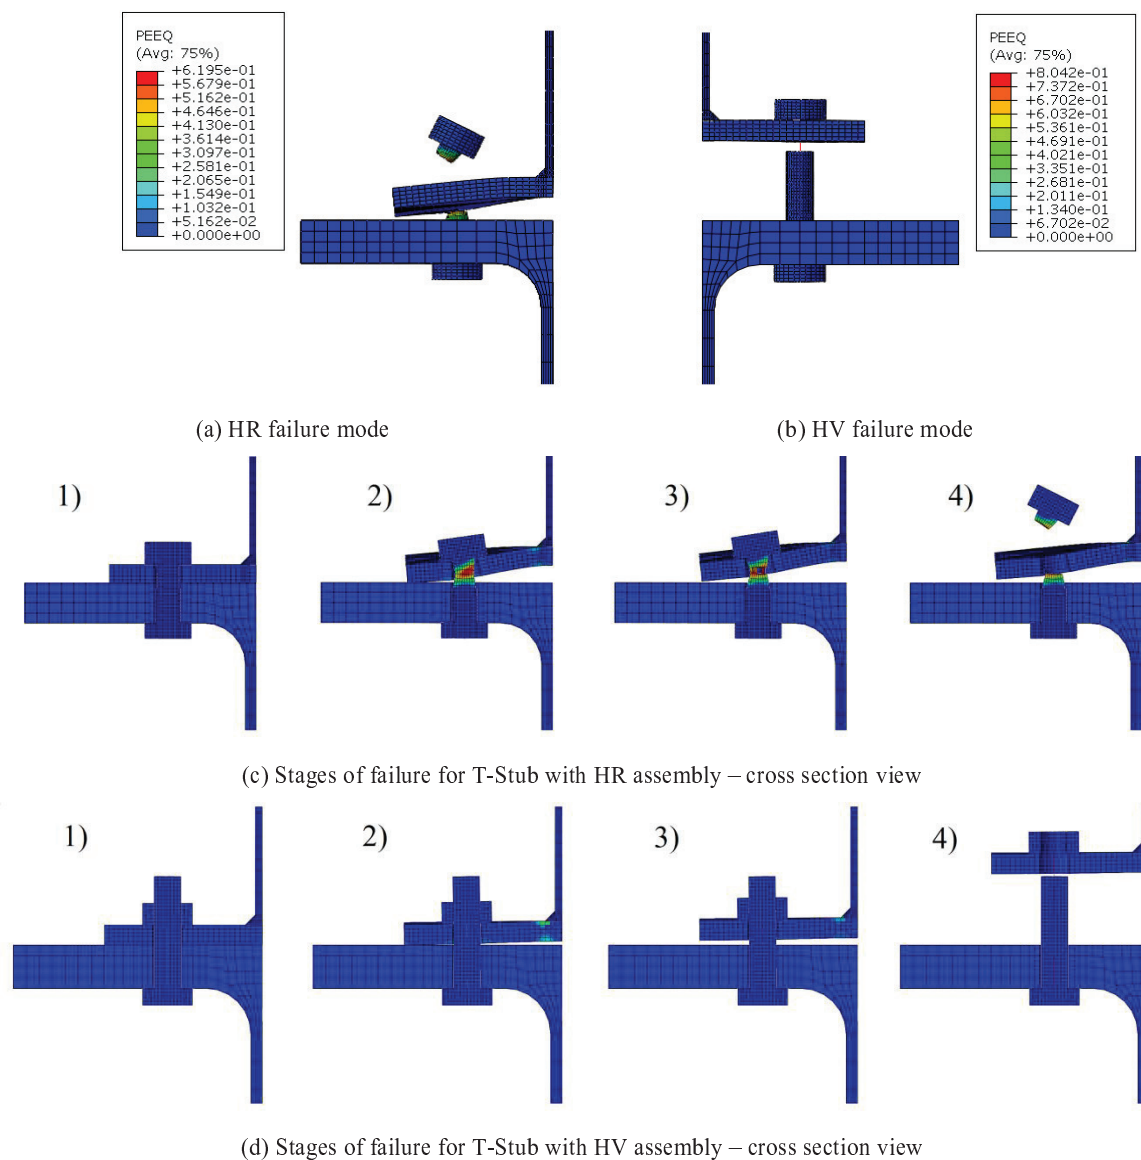 PEEQ
(Avg: 75%)
+6.195e-01
+5.679e-01
+5.162e-01
+4.646e-01
+4.130e-01
+3.614e-01
+3.097e-01
+2.581e-01
+2.065e-01
+1.549e-01
+1.032e-01
+5.162e-02
+0.000e+00
PEEQ
(Avg: 75%)
+8.042e-01
+7.372e-01
+6.702e-01
+6.032e-01
+5.361e-01
+4.691e-01
+4.021e-01
+3.351e-01
+2.681e-01
+2.011e-01
+1.340e-01
+6.702e-02
+0.000e+00
(a) HR failure mode
(b) HV failure mode
1)
2)
3)
4)
(c) Stages of failure for T-Stub with HR assembly – cross section view
1)
2)
3)
4)
(d) Stages of failure for T-Stub with HV assembly – cross section view